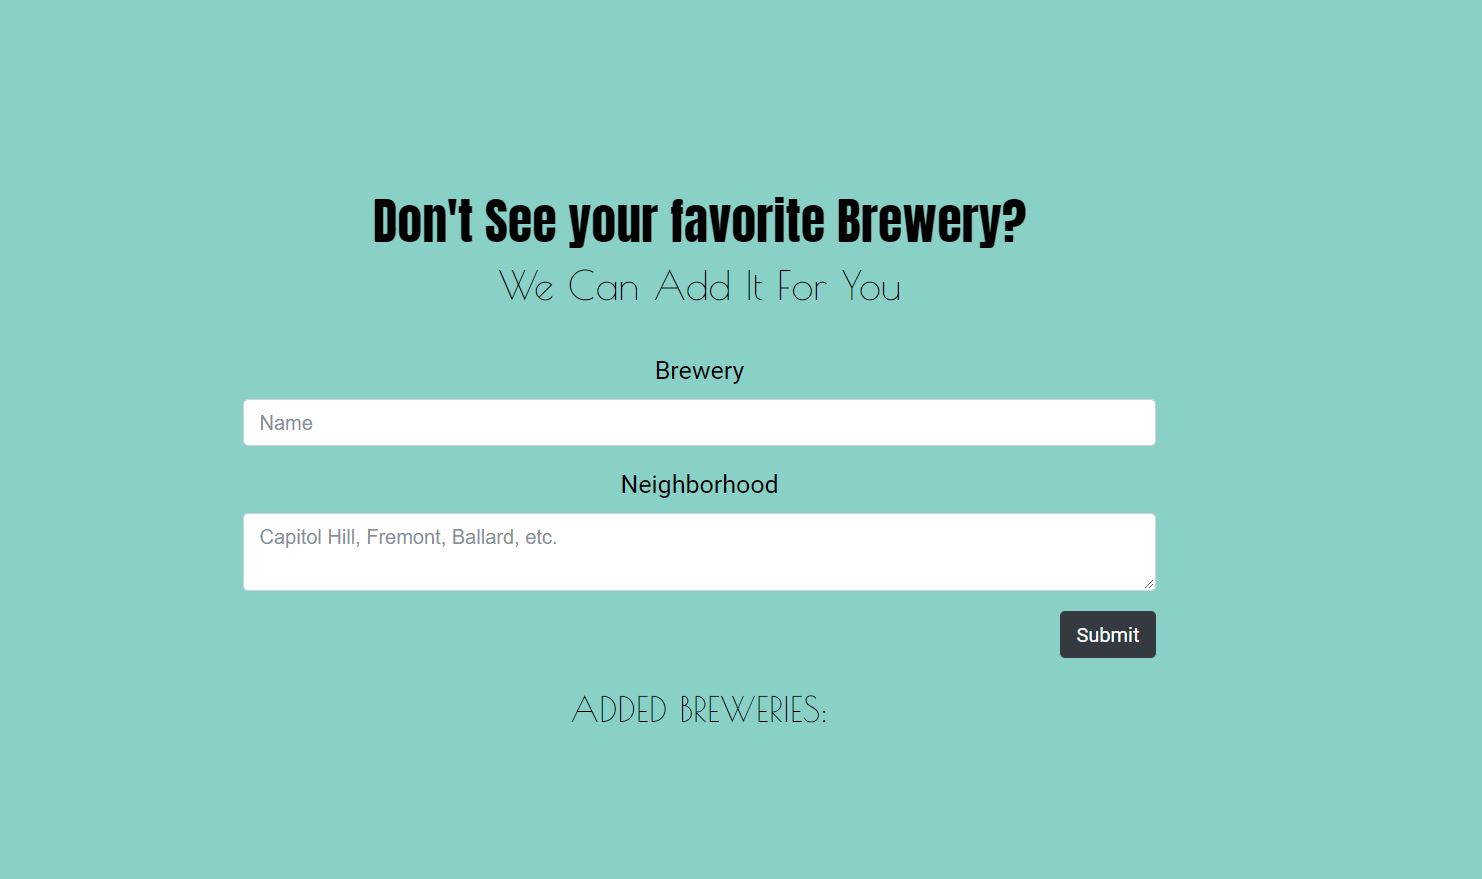 Don't See your favorite Brewery?
We Can Add It For You
Brewery
Name
Neighborhood
Capitol Hill, Fremont, Ballard, etc.
Submit
ADDED BREWERIES: